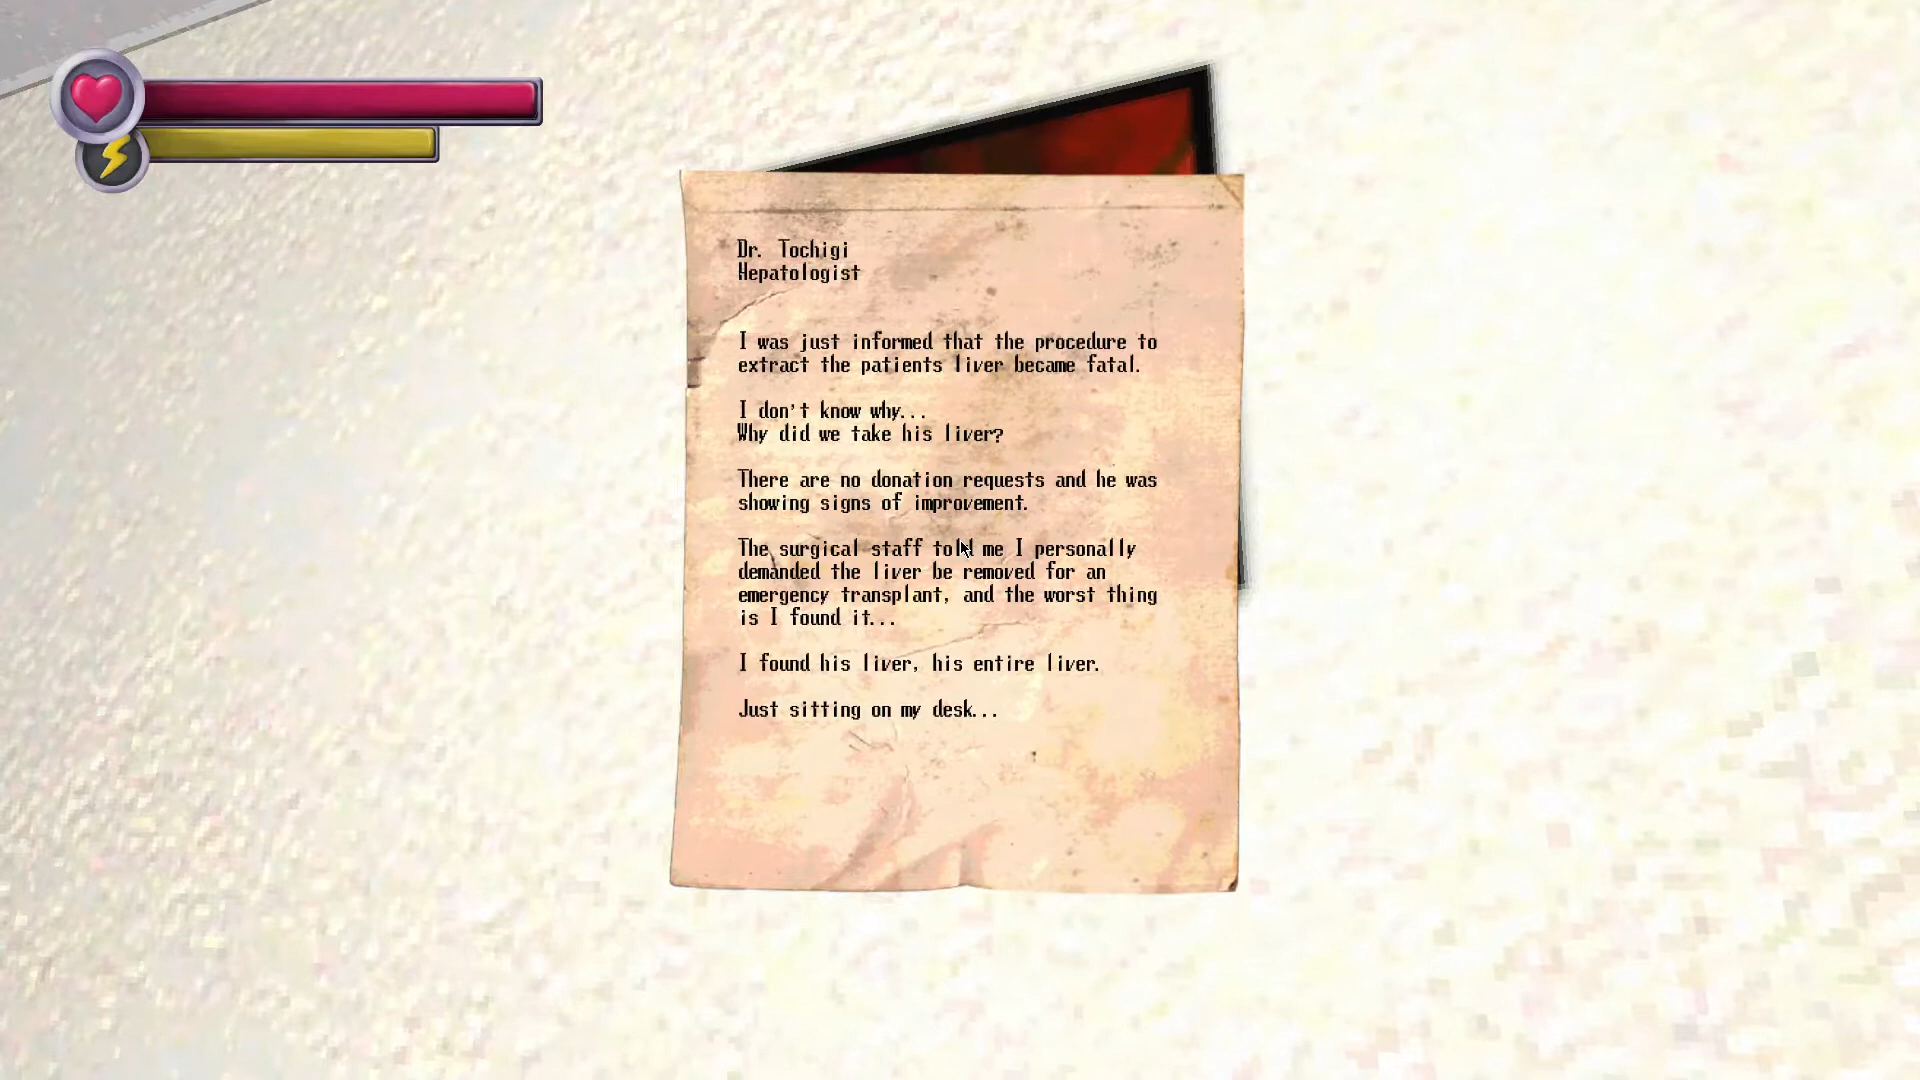 Dr. Tochigi
Hepatologist
I was just informed that the procedure to
extract the patients liver became fatal.
I don't know why...
Why did we take his liver?
There are no donation requests and he was
showing signs of improvement.
The surgical staff told me I personally
demanded the liver be removed for an
emergency transplant, and the worst thing
is I found it...
I found his liver, his entire liver.
Just sitting on my desk...